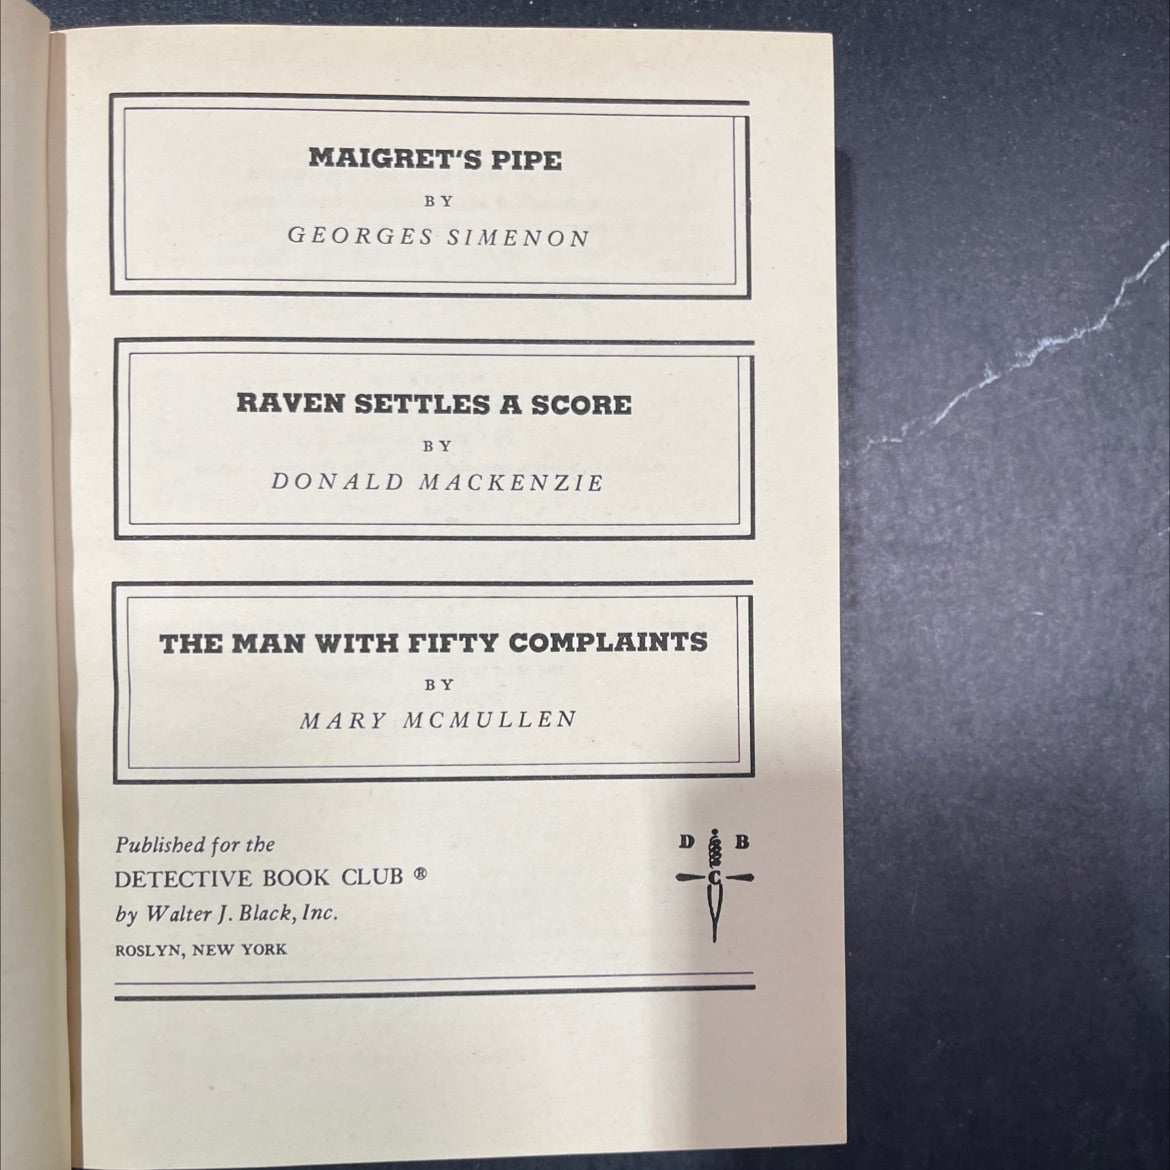 MAIGRET'S PIPE
BY
GEORGES SIMENON
RAVEN SETTLES A SCORE
BY
DONALD MACKENZIE
THE MAN WITH FIFTY COMPLAINTS
BY
MARY MCMULLEN
Published for the
DETECTIVE BOOK CLUB ®
by Walter J. Black, Inc.
ROSLYN, NEW YORK
D B
C